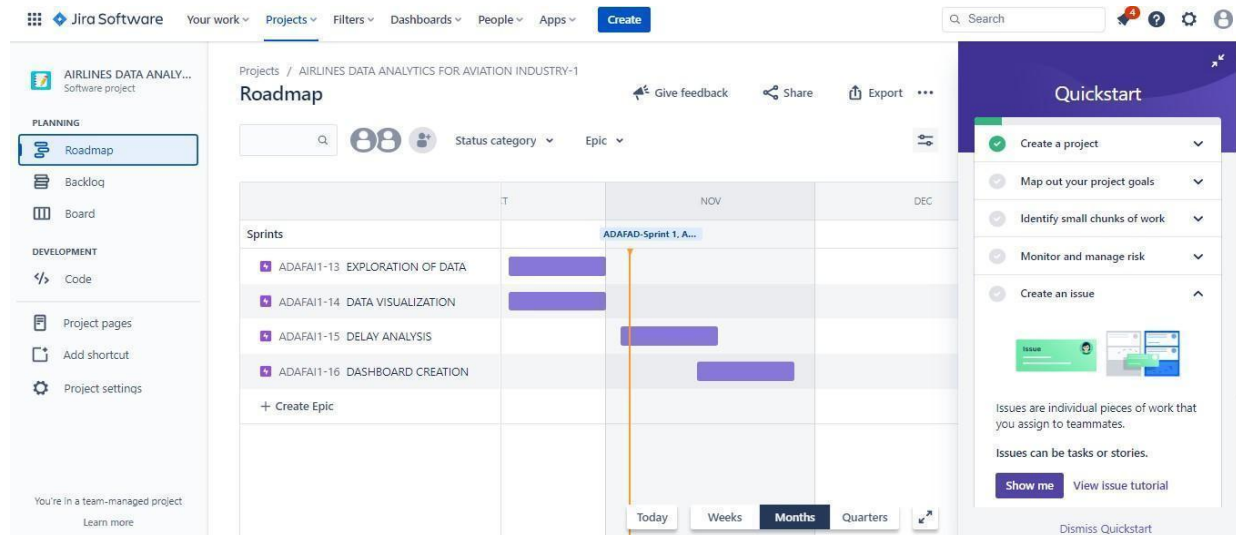 Jira Software Your work Projects Filters Dashboards People Apps Create Search 4
AIRLINES DATA ANALY...
Software project
PLANNING
Roadmap
Backlog
Board
DEVELOPMENT
Code
Project pages
Add shortcut
Project settings
You're in a team-managed project
Learn more
Projects / AIRLINES DATA ANALYTICS FOR AVIATION INDUSTRY-1
Roadmap
Give feedback Share Export
Status category Epic
T NOV DEC
Sprints
ADAFAD-Sprint 1, A...
ADAFAI1-13 EXPLORATION OF DATA
ADAFAI1-14 DATA VISUALIZATION
ADAFAI1-15 DELAY ANALYSIS
ADAFAI1-16 DASHBOARD CREATION
+ Create Epic
Today Weeks Months Quarters
Quickstart
Create a project
Map out your project goals
Identify small chunks of work
Monitor and manage risk
Create an issue
Issue
Issues are individual pieces of work that
you assign to teammates.
Issues can be tasks or stories.
Show me View issue tutorial
Dismiss Quickstart